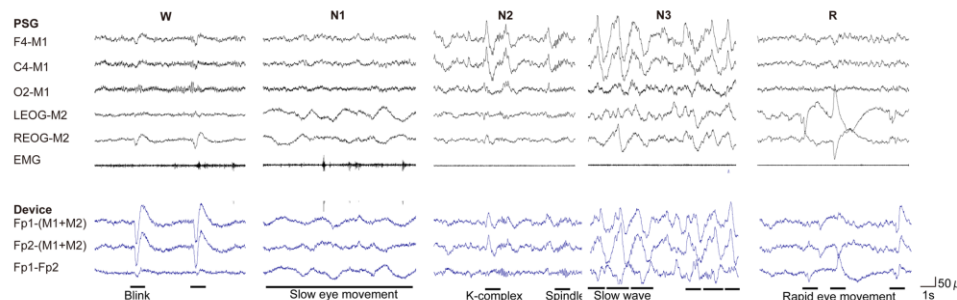 PSG W N1 N2 N3 R
F4-M1
C4-M1
O2-M1
LEOG-M2
REOG-M2
EMG
Device
Fp1-(M1+M2)
Fp2-(M1+M2)
Fp1-Fp2
50 μ
1s
Blink Slow eye movement K-complex Spindle Slow wave Rapid eye movement